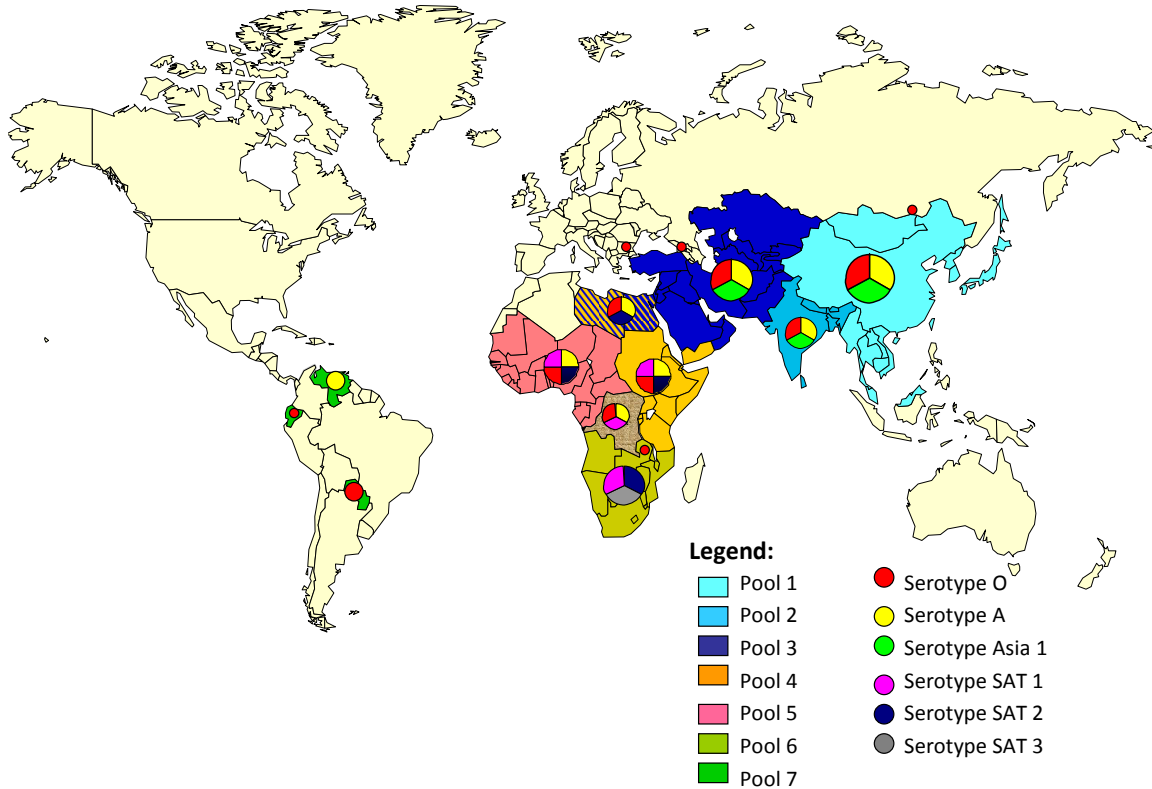 Legend:
Pool 1
Pool 2
Pool 3
Pool 4
Pool 5
Pool 6
Pool 7
Serotype O
Serotype A
Serotype Asia 1
Serotype SAT 1
Serotype SAT 2
Serotype SAT 3